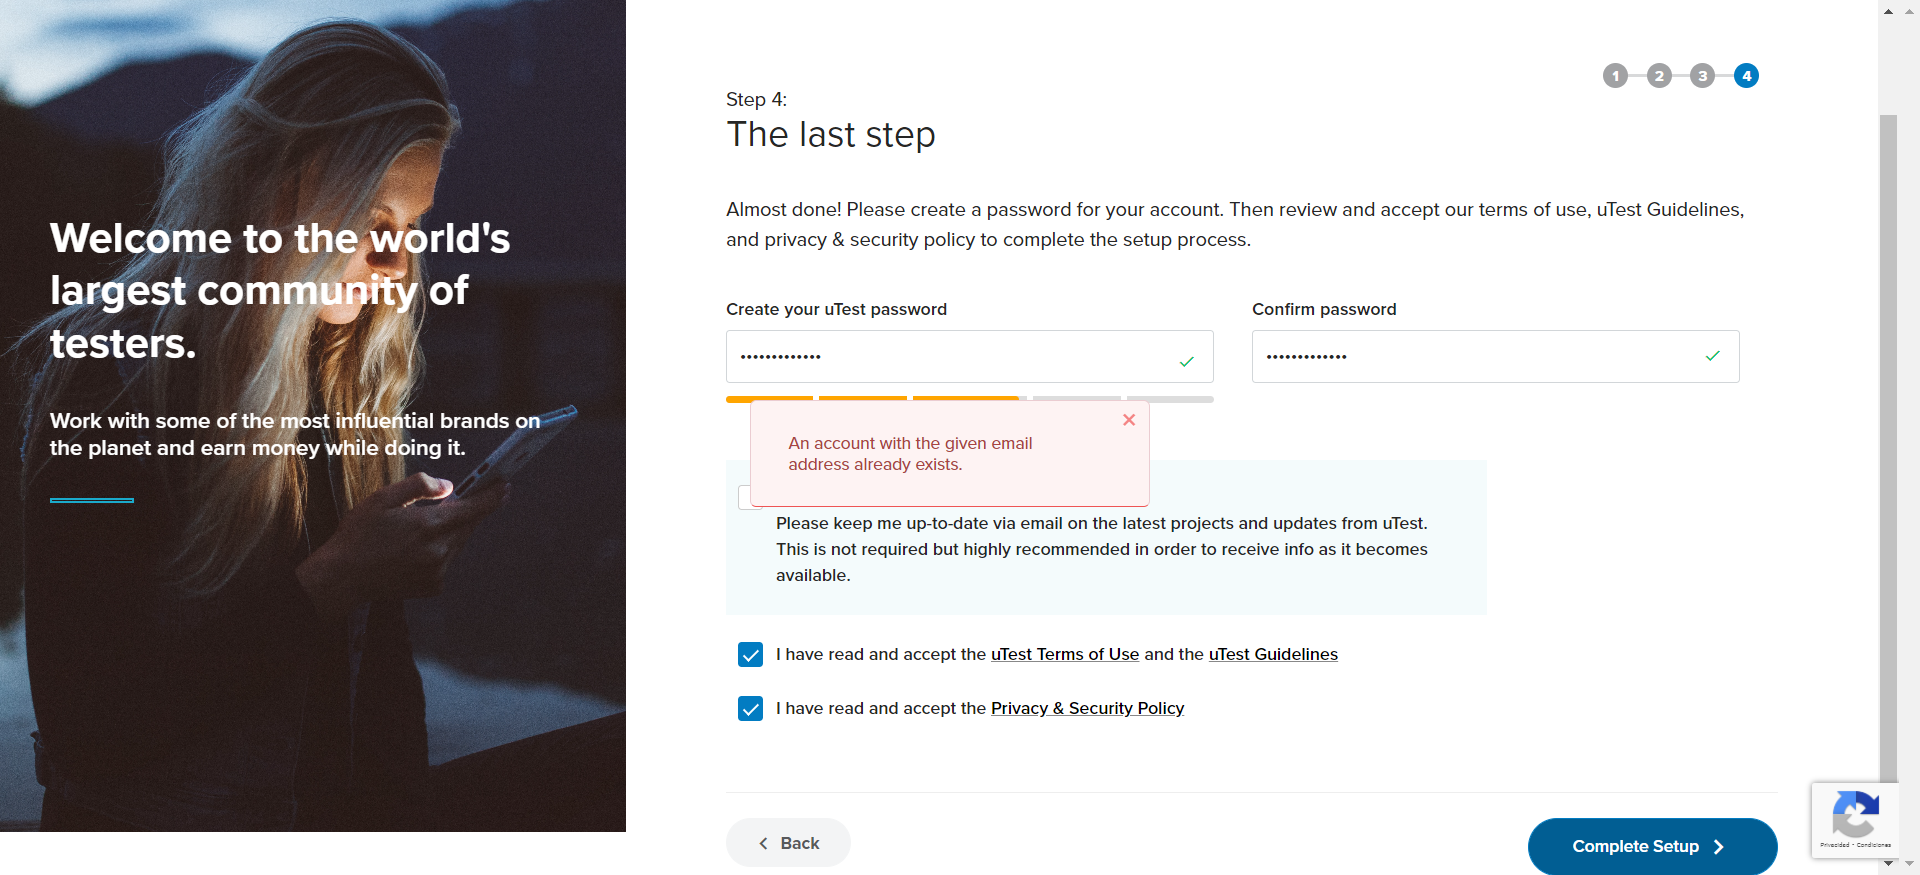 Welcome to the world's
largest community of
testers.
Work with some of the most influential brands on
the planet and earn money while doing it.
1 2 3 4
Step 4:
The last step
Almost done! Please create a password for your account. Then review and accept our terms of use, uTest Guidelines,
and privacy & security policy to complete the setup process.
Create your uTest password
Confirm password
•••••••••••••
•••••••••••••
An account with the given email
address already exists.
Please keep me up-to-date via email on the latest projects and updates from uTest.
This is not required but highly recommended in order to receive info as it becomes
available.
I have read and accept the uTest Terms of Use and the uTest Guidelines
I have read and accept the Privacy & Security Policy
Back
Complete Setup
Privacidad - Condiciones